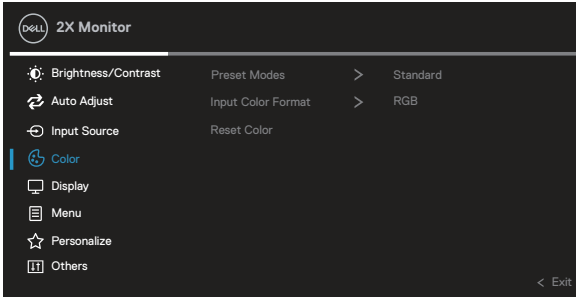 DELL 2X Monitor
Brightness/Contrast Preset Modes > Standard
Auto Adjust Input Color Format > RGB
Input Source Reset Color
Color
Display
Menu
Personalize
Others
< Exit